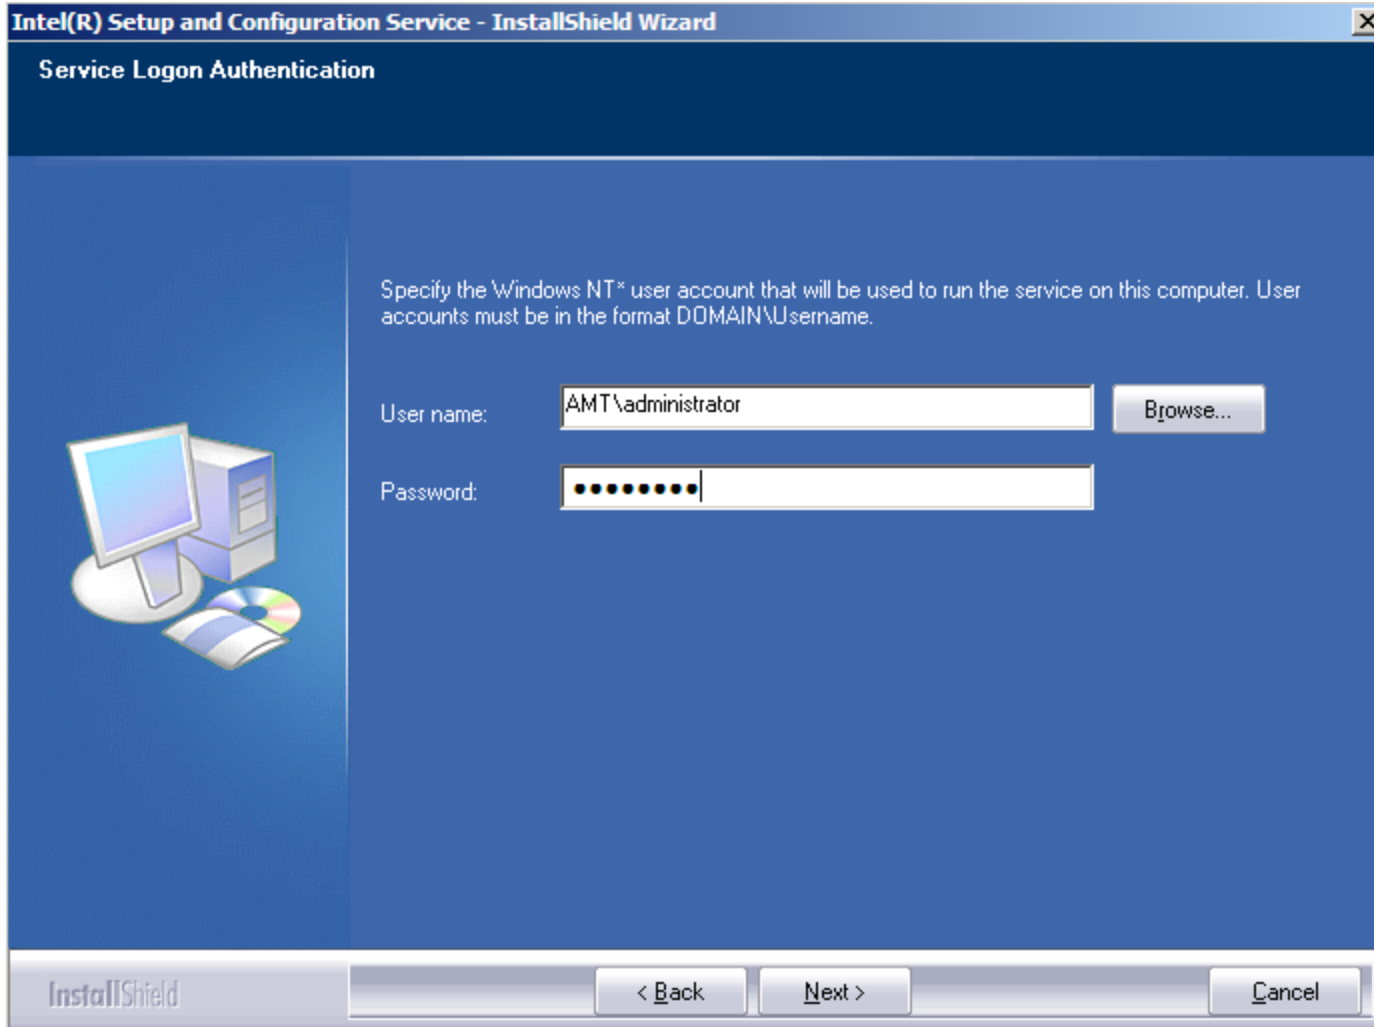 Intel(R) Setup and Configuration Service - InstallShield Wizard
Service Logon Authentication
Specify the Windows NT* user account that will be used to run the service on this computer. User
accounts must be in the format DOMAIN\Username.
User name:
AMT\administrator
Browse...
Password:
●●●●●●●●
InstallShield
< Back
Next >
Cancel